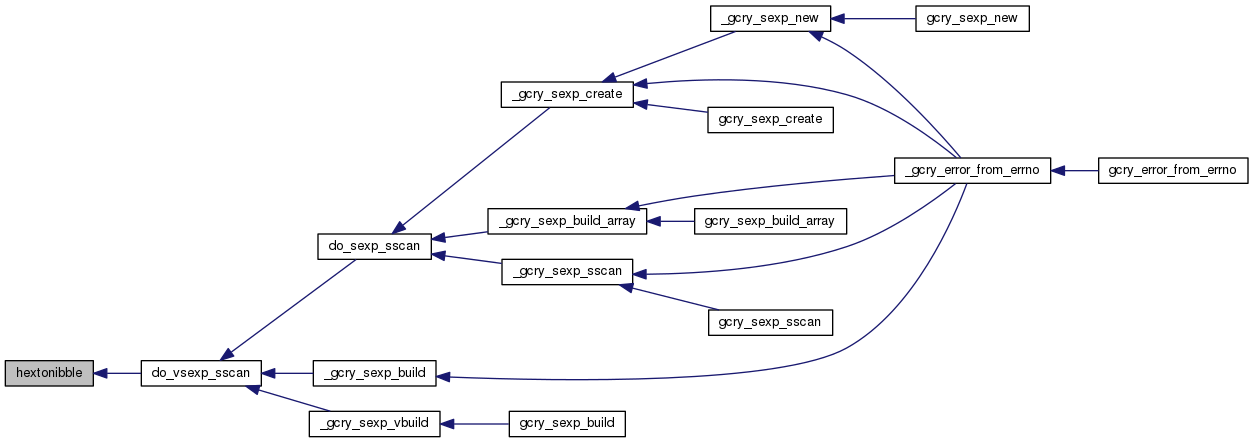 _gcry_sexp_new
gcry_sexp_new
_gcry_sexp_create
gcry_sexp_create
_gcry_error_from_errno
gcry_error_from_errno
_gcry_sexp_build_array
gcry_sexp_build_array
do_sexp_sscan
_gcry_sexp_sscan
gcry_sexp_sscan
hextonibble
do_vsexp_sscan
_gcry_sexp_build
_gcry_sexp_vbuild
gcry_sexp_build